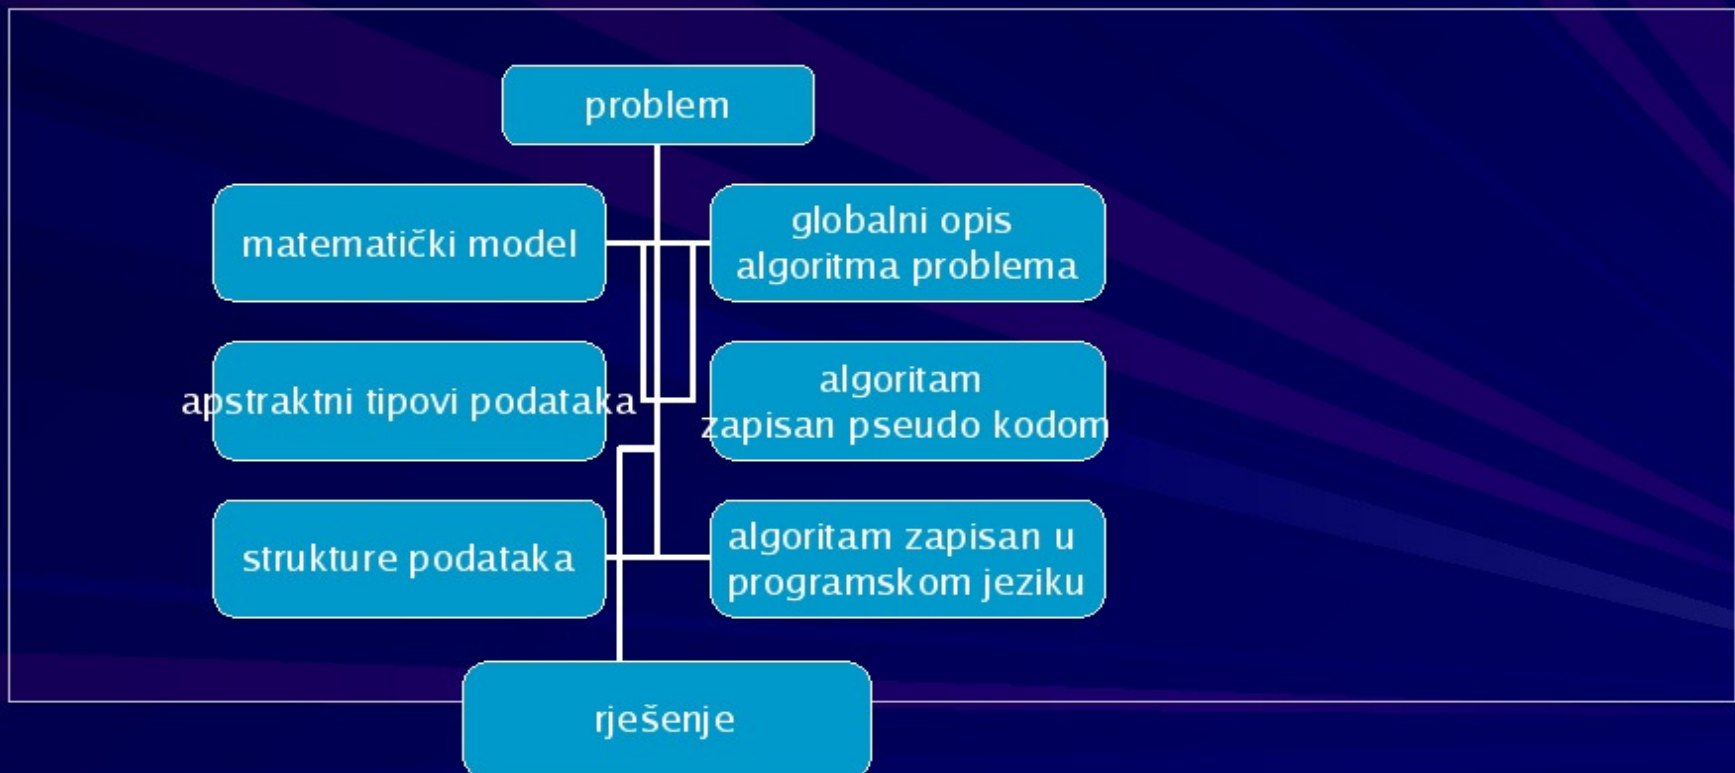 problem
matematički model
globalni opis
algoritma problema
apstraktni tipovi podataka
algoritam
zapisan pseudo kodom
strukture podataka
algoritam zapisan u
programskom jeziku
rješenje